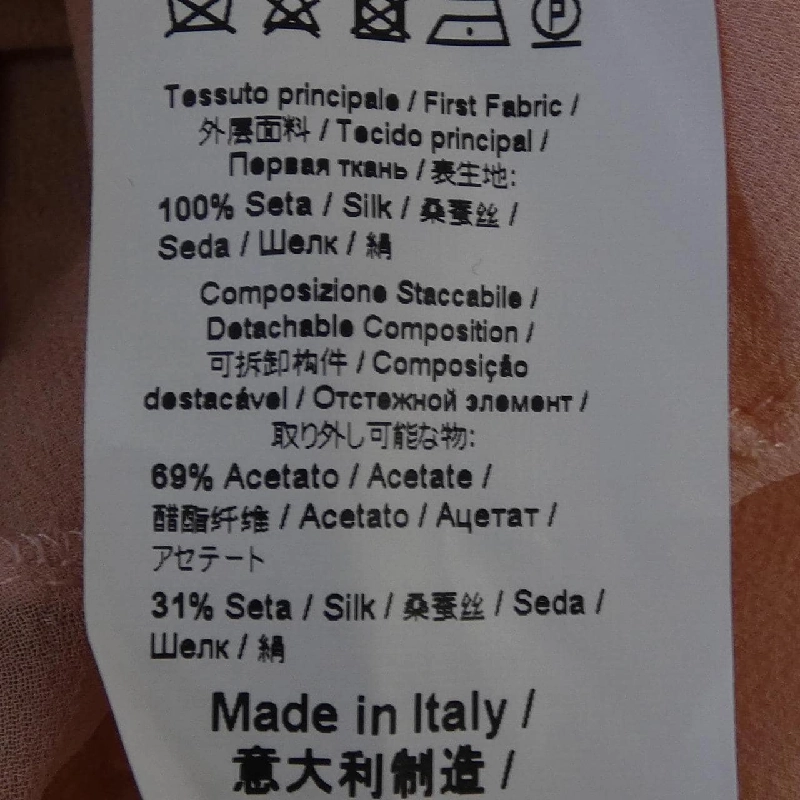 P
Tessuto principale / First Fabric /
外层面料 / Tecido principal /
Первая ткань / 表生地:
100% Seta / Silk / 桑蚕丝 /
Seda / Шелк / 絹
Composizione Staccabile /
Detachable Composition /
可拆卸构件 / Composição
destacável / Отстежной элемент /
取り外し可能な物:
69% Acetato / Acetate /
醋酯纤维 / Acetato / Ацетат /
アセテート
31% Seta / Silk / 桑蚕丝 / Seda /
Шелк / 絹
Made in Italy /
意大利制造 /